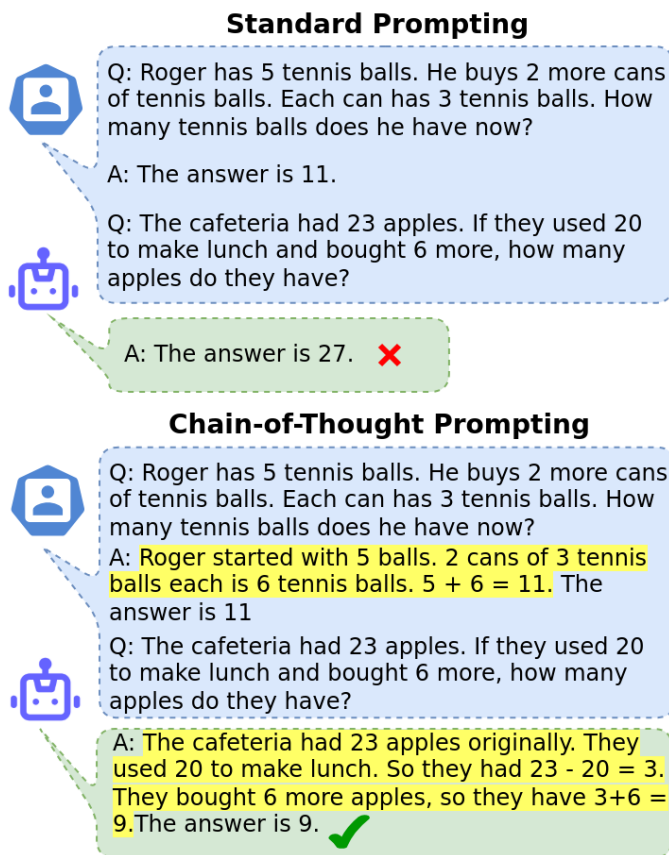 Standard Prompting
Q: Roger has 5 tennis balls. He buys 2 more cans
of tennis balls. Each can has 3 tennis balls. How
many tennis balls does he have now?
A: The answer is 11.
Q: The cafeteria had 23 apples. If they used 20
to make lunch and bought 6 more, how many
apples do they have?
A: The answer is 27.
Chain-of-Thought Prompting
Q: Roger has 5 tennis balls. He buys 2 more cans
of tennis balls. Each can has 3 tennis balls. How
many tennis balls does he have now?
A: Roger started with 5 balls. 2 cans of 3 tennis
balls each is 6 tennis balls. 5 + 6 = 11. The
answer is 11
Q: The cafeteria had 23 apples. If they used 20
to make lunch and bought 6 more, how many
apples do they have?
A: The cafeteria had 23 apples originally. They
used 20 to make lunch. So they had 23 - 20 = 3.
They bought 6 more apples, so they have 3+6 =
9.The answer is 9.